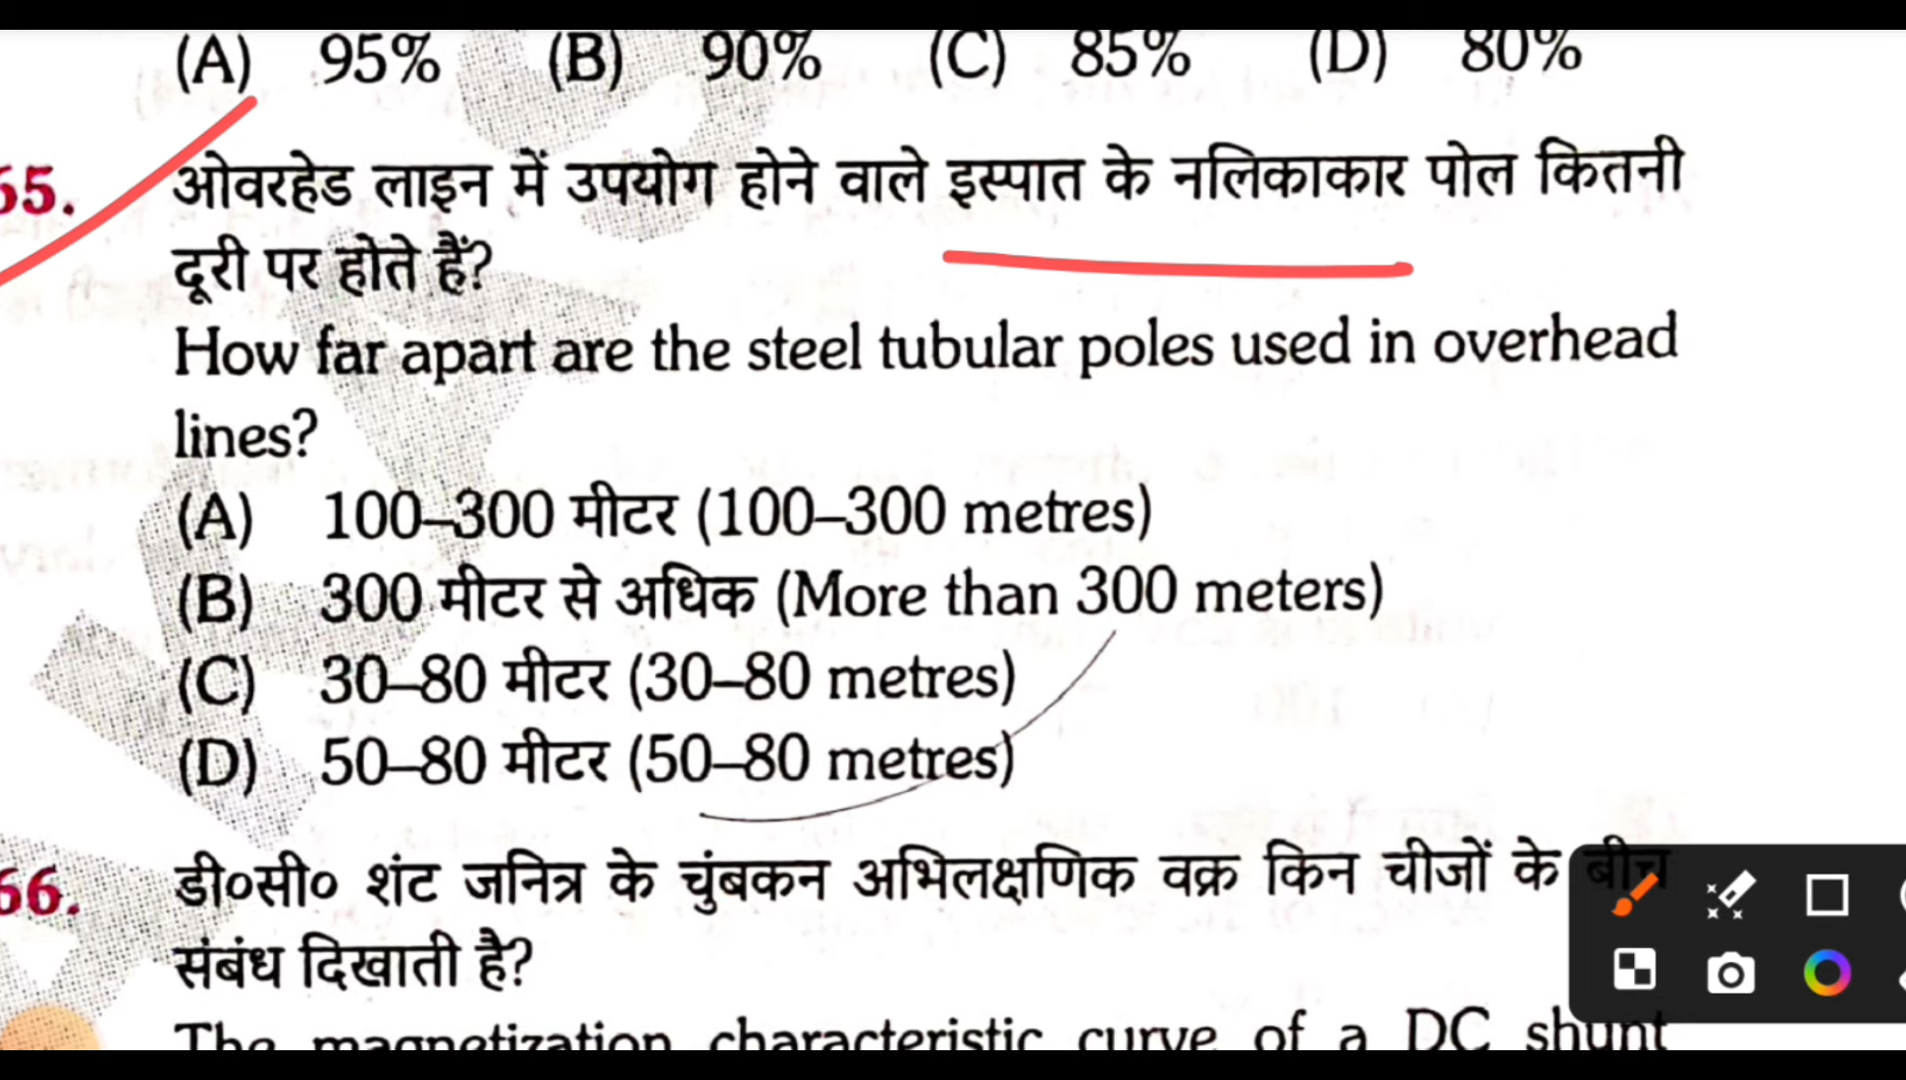 (A) 95% (B) 90% (C) 85% (D) 80%
65. ओवरहेड लाइन में उपयोग होने वाले इस्पात के नलिकाकार पोल कितनी
दूरी पर होते हैं?
How far apart are the steel tubular poles used in overhead
lines?
(A) 100–300 मीटर (100–300 metres)
(B) 300 मीटर से अधिक (More than 300 meters)
(C) 30–80 मीटर (30–80 metres)
(D) 50–80 मीटर (50–80 metres)
66. डी०सी० शंट जनित्र के चुंबकन अभिलक्षणिक वक्र किन चीजों के बीच
संबंध दिखाती है?
The magnetization characteristic curve of a DC shunt